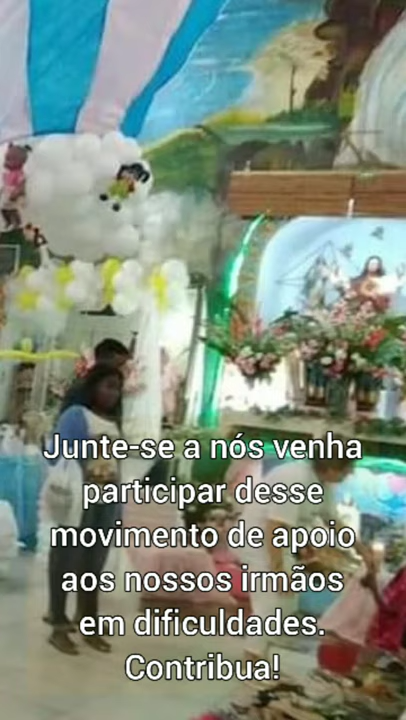 Junte-se a nós venha
participar desse
movimento de apoio
aos nossos irmãos
em dificuldades.
Contribua!